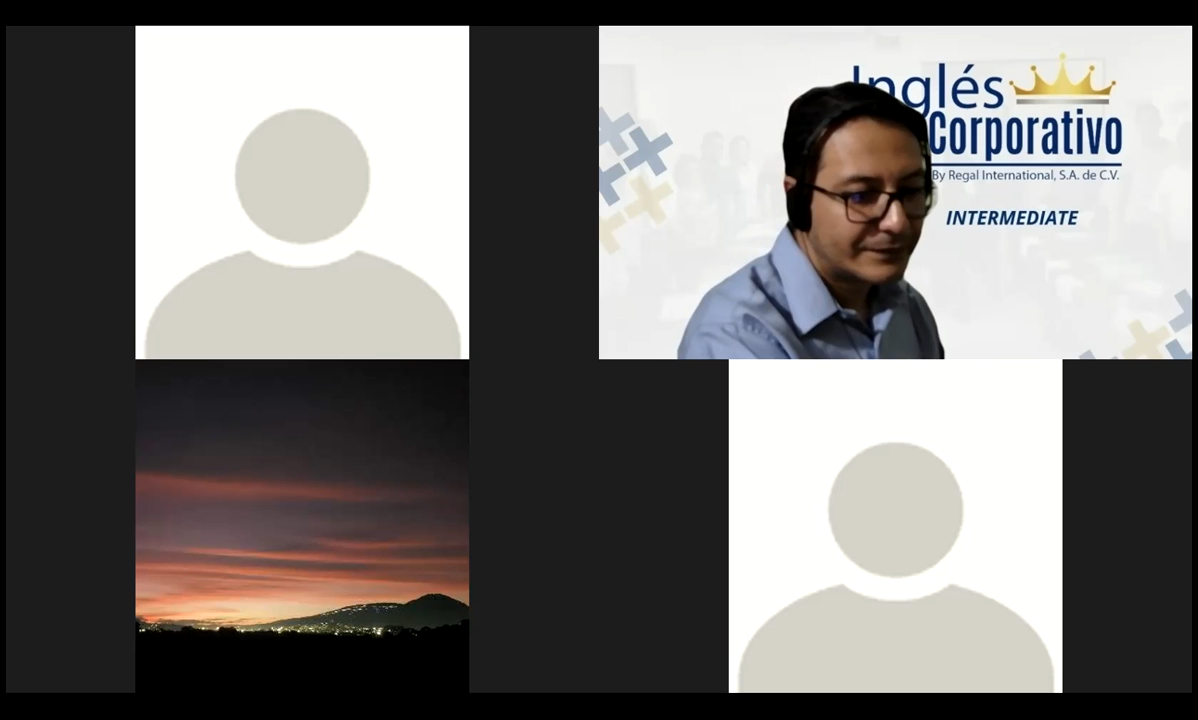 Inglés
Corporativo
By Regal International, S.A. de C.V.
INTERMEDIATE